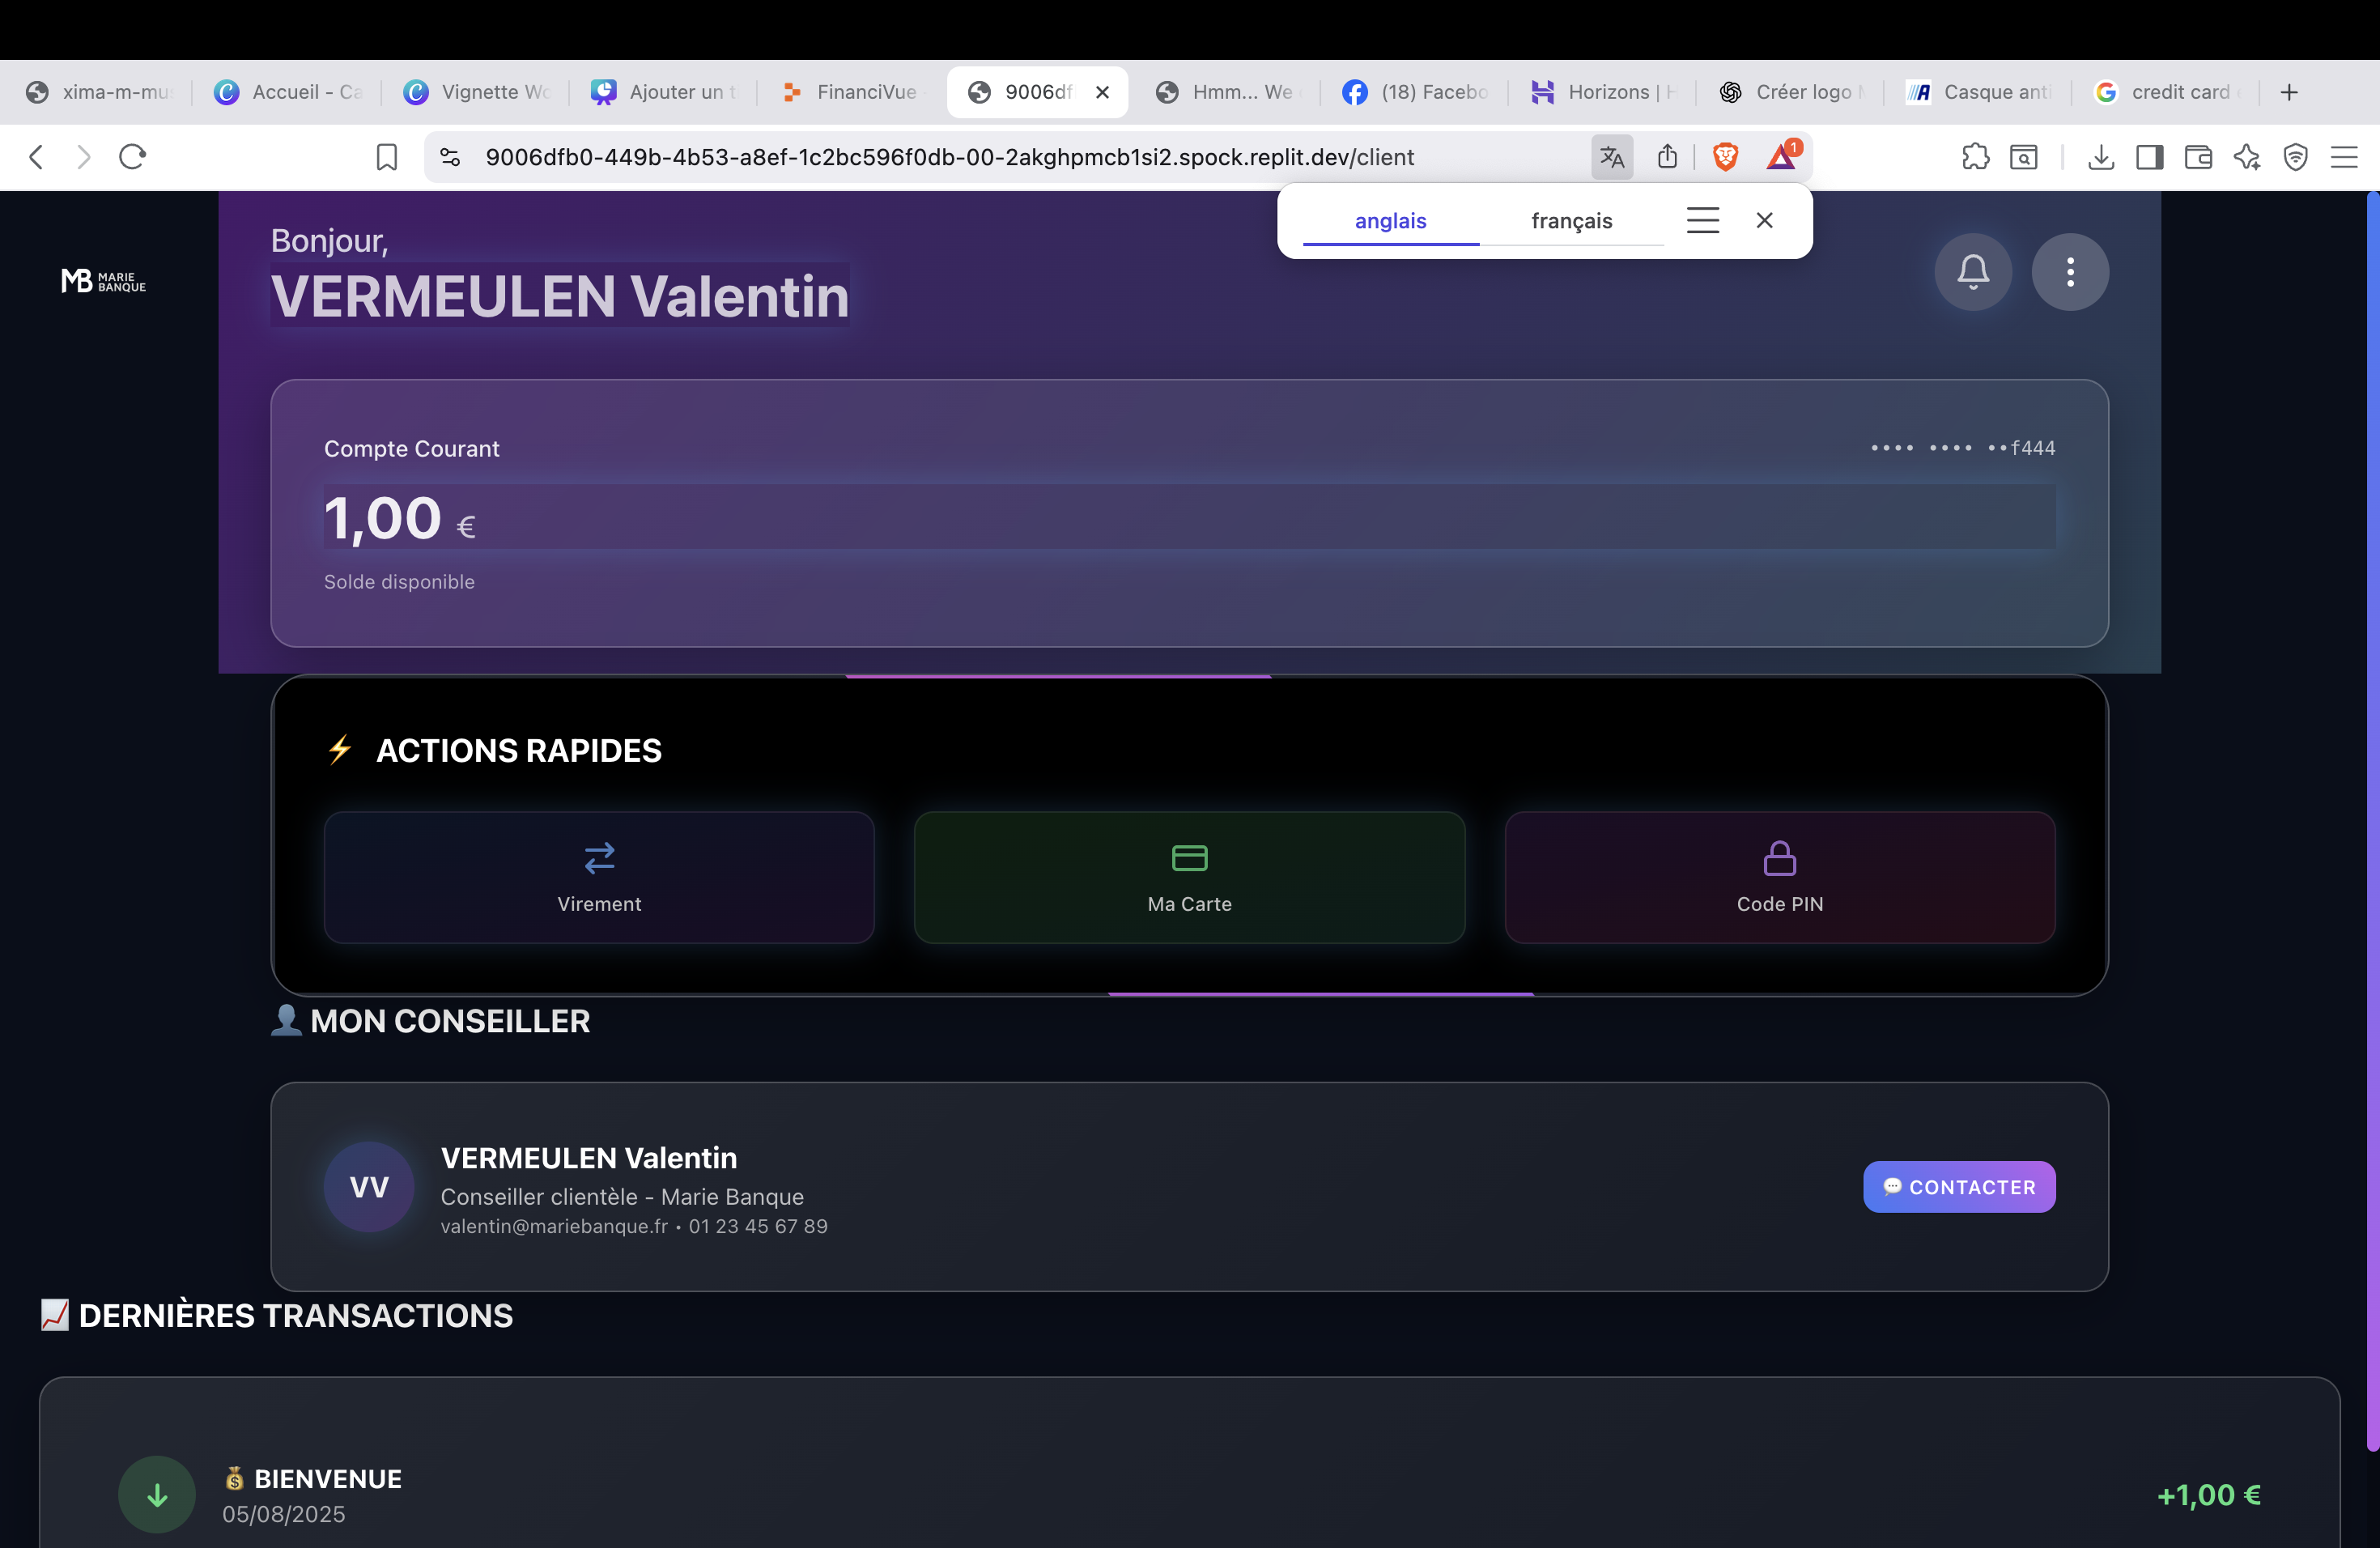 xima-m-mu
Accueil - Ca
Vignette Wo
Ajouter un t
FinanciVue
9006df
Hmm... We
(18) Facebo
Horizons | H
Créer logo M
Casque anti
credit card
9006dfb0-449b-4b53-a8ef-1c2bc596f0db-00-2akghpmcb1si2.spock.replit.dev/client
1
anglais
français
MB MARIE
BANQUE
Bonjour,
VERMEULEN Valentin
Compte Courant
•••• •••• ••f444
1,00 €
Solde disponible
⚡ ACTIONS RAPIDES
Virement
Ma Carte
Code PIN
👤 MON CONSEILLER
VV
VERMEULEN Valentin
Conseiller clientèle - Marie Banque
valentin@mariebanque.fr • 01 23 45 67 89
💬 CONTACTER
📈 DERNIÈRES TRANSACTIONS
💰 BIENVENUE
05/08/2025
+1,00 €